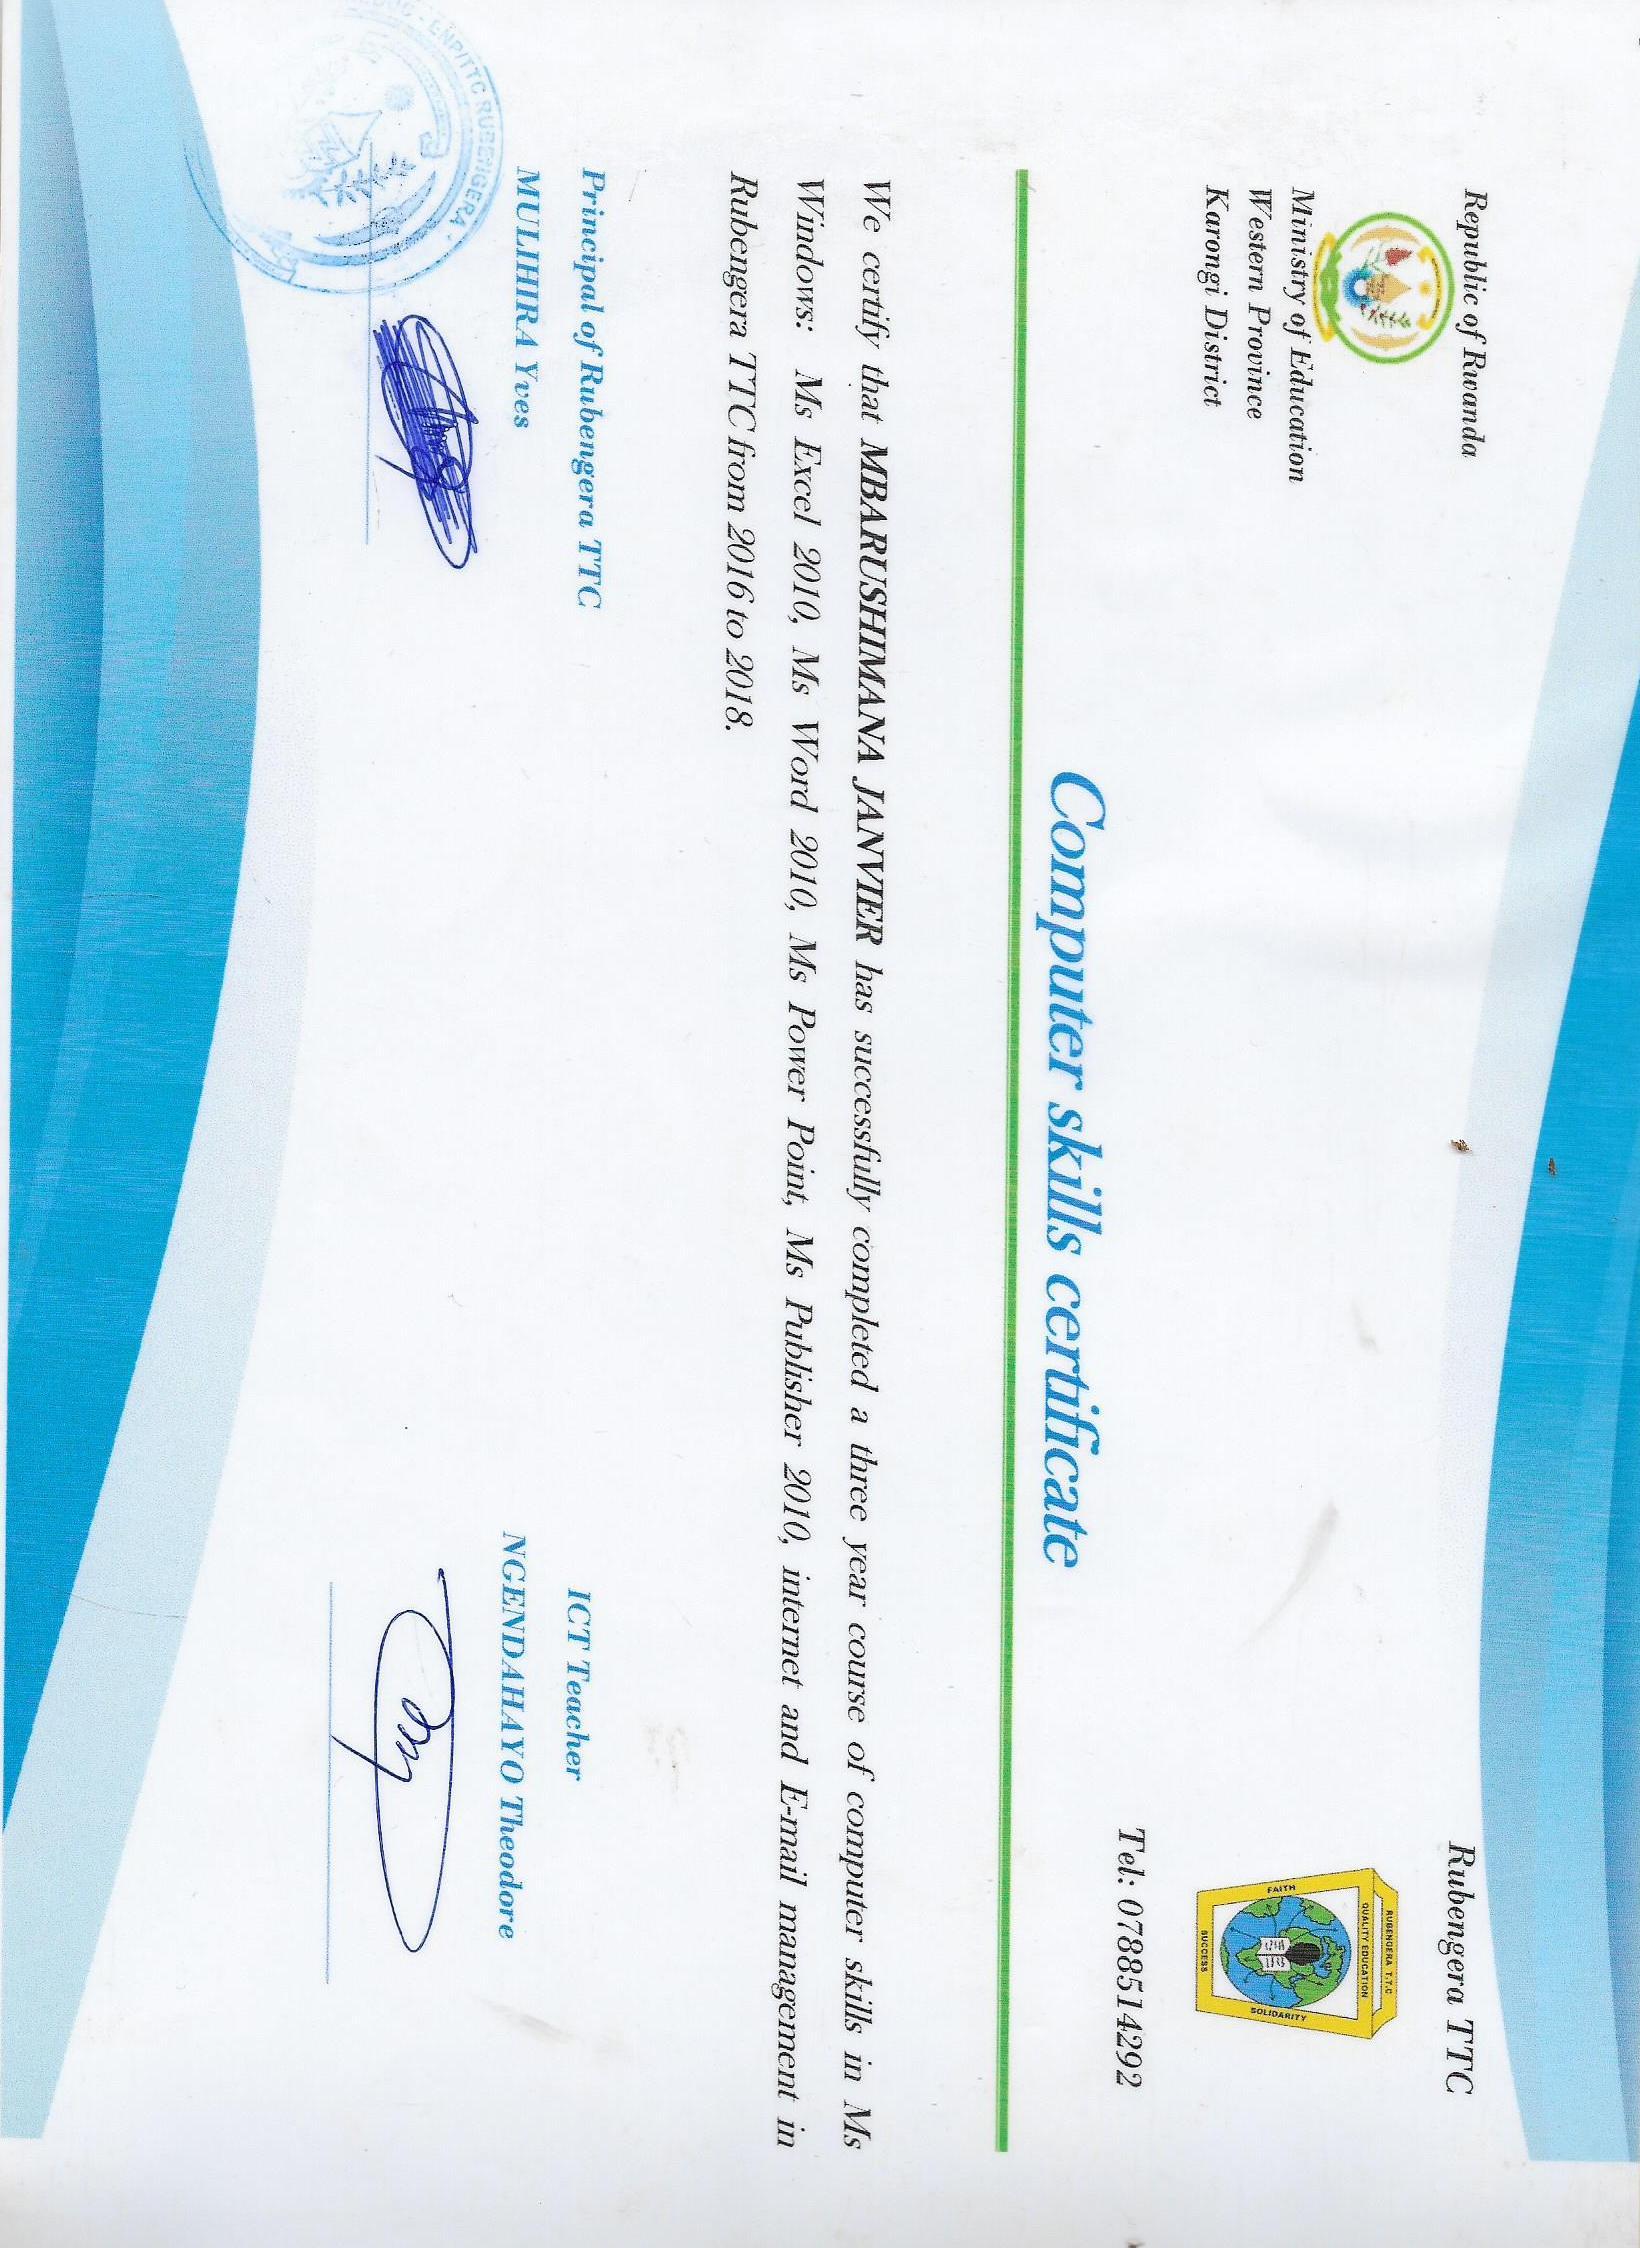 Republic of Rwanda
Ministry of Education
Western Province
Karongi District
Rubengera TTC
RUBENGERA T.T.C
QUALITY EDUCATION
FAITH
SOLIDARITY
SUCCESS
Tel: 0788514292
Computer skills certificate
We certify that MBARUSHIMANA JANVIER has successfully completed a three year course of computer skills in Ms
Windows: Ms Excel 2010, Ms Word 2010, Ms Power Point, Ms Publisher 2010, internet and E-mail management in
Rubengera TTC from 2016 to 2018.
Principal of Rubengera TTC
MULIHIRA Yves
ICT Teacher
NGENDAHAYO Theodore
ENP/TTC RUBENGERA